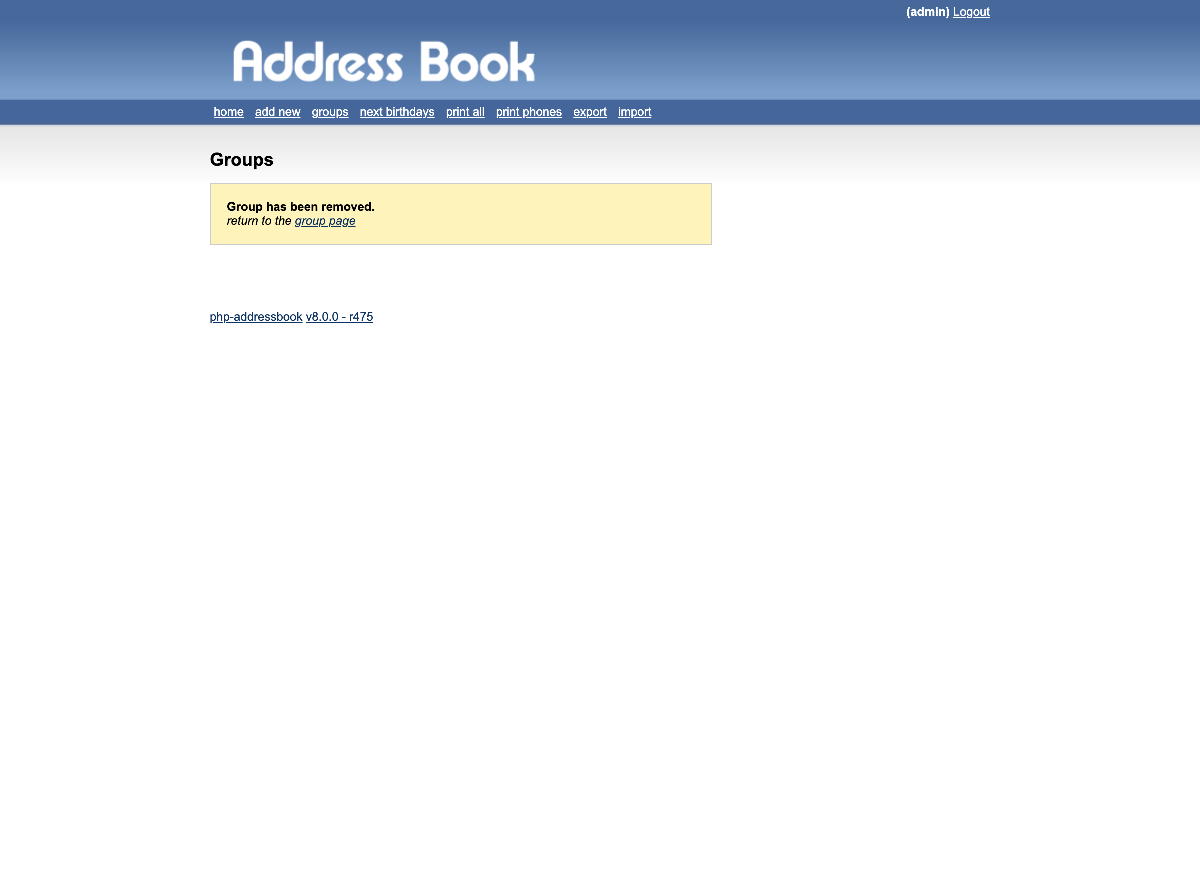 (admin) Logout
Address Book
home add new groups next birthdays print all print phones export import
Groups
Group has been removed.
return to the group page
php-addressbook v8.0.0 - r475